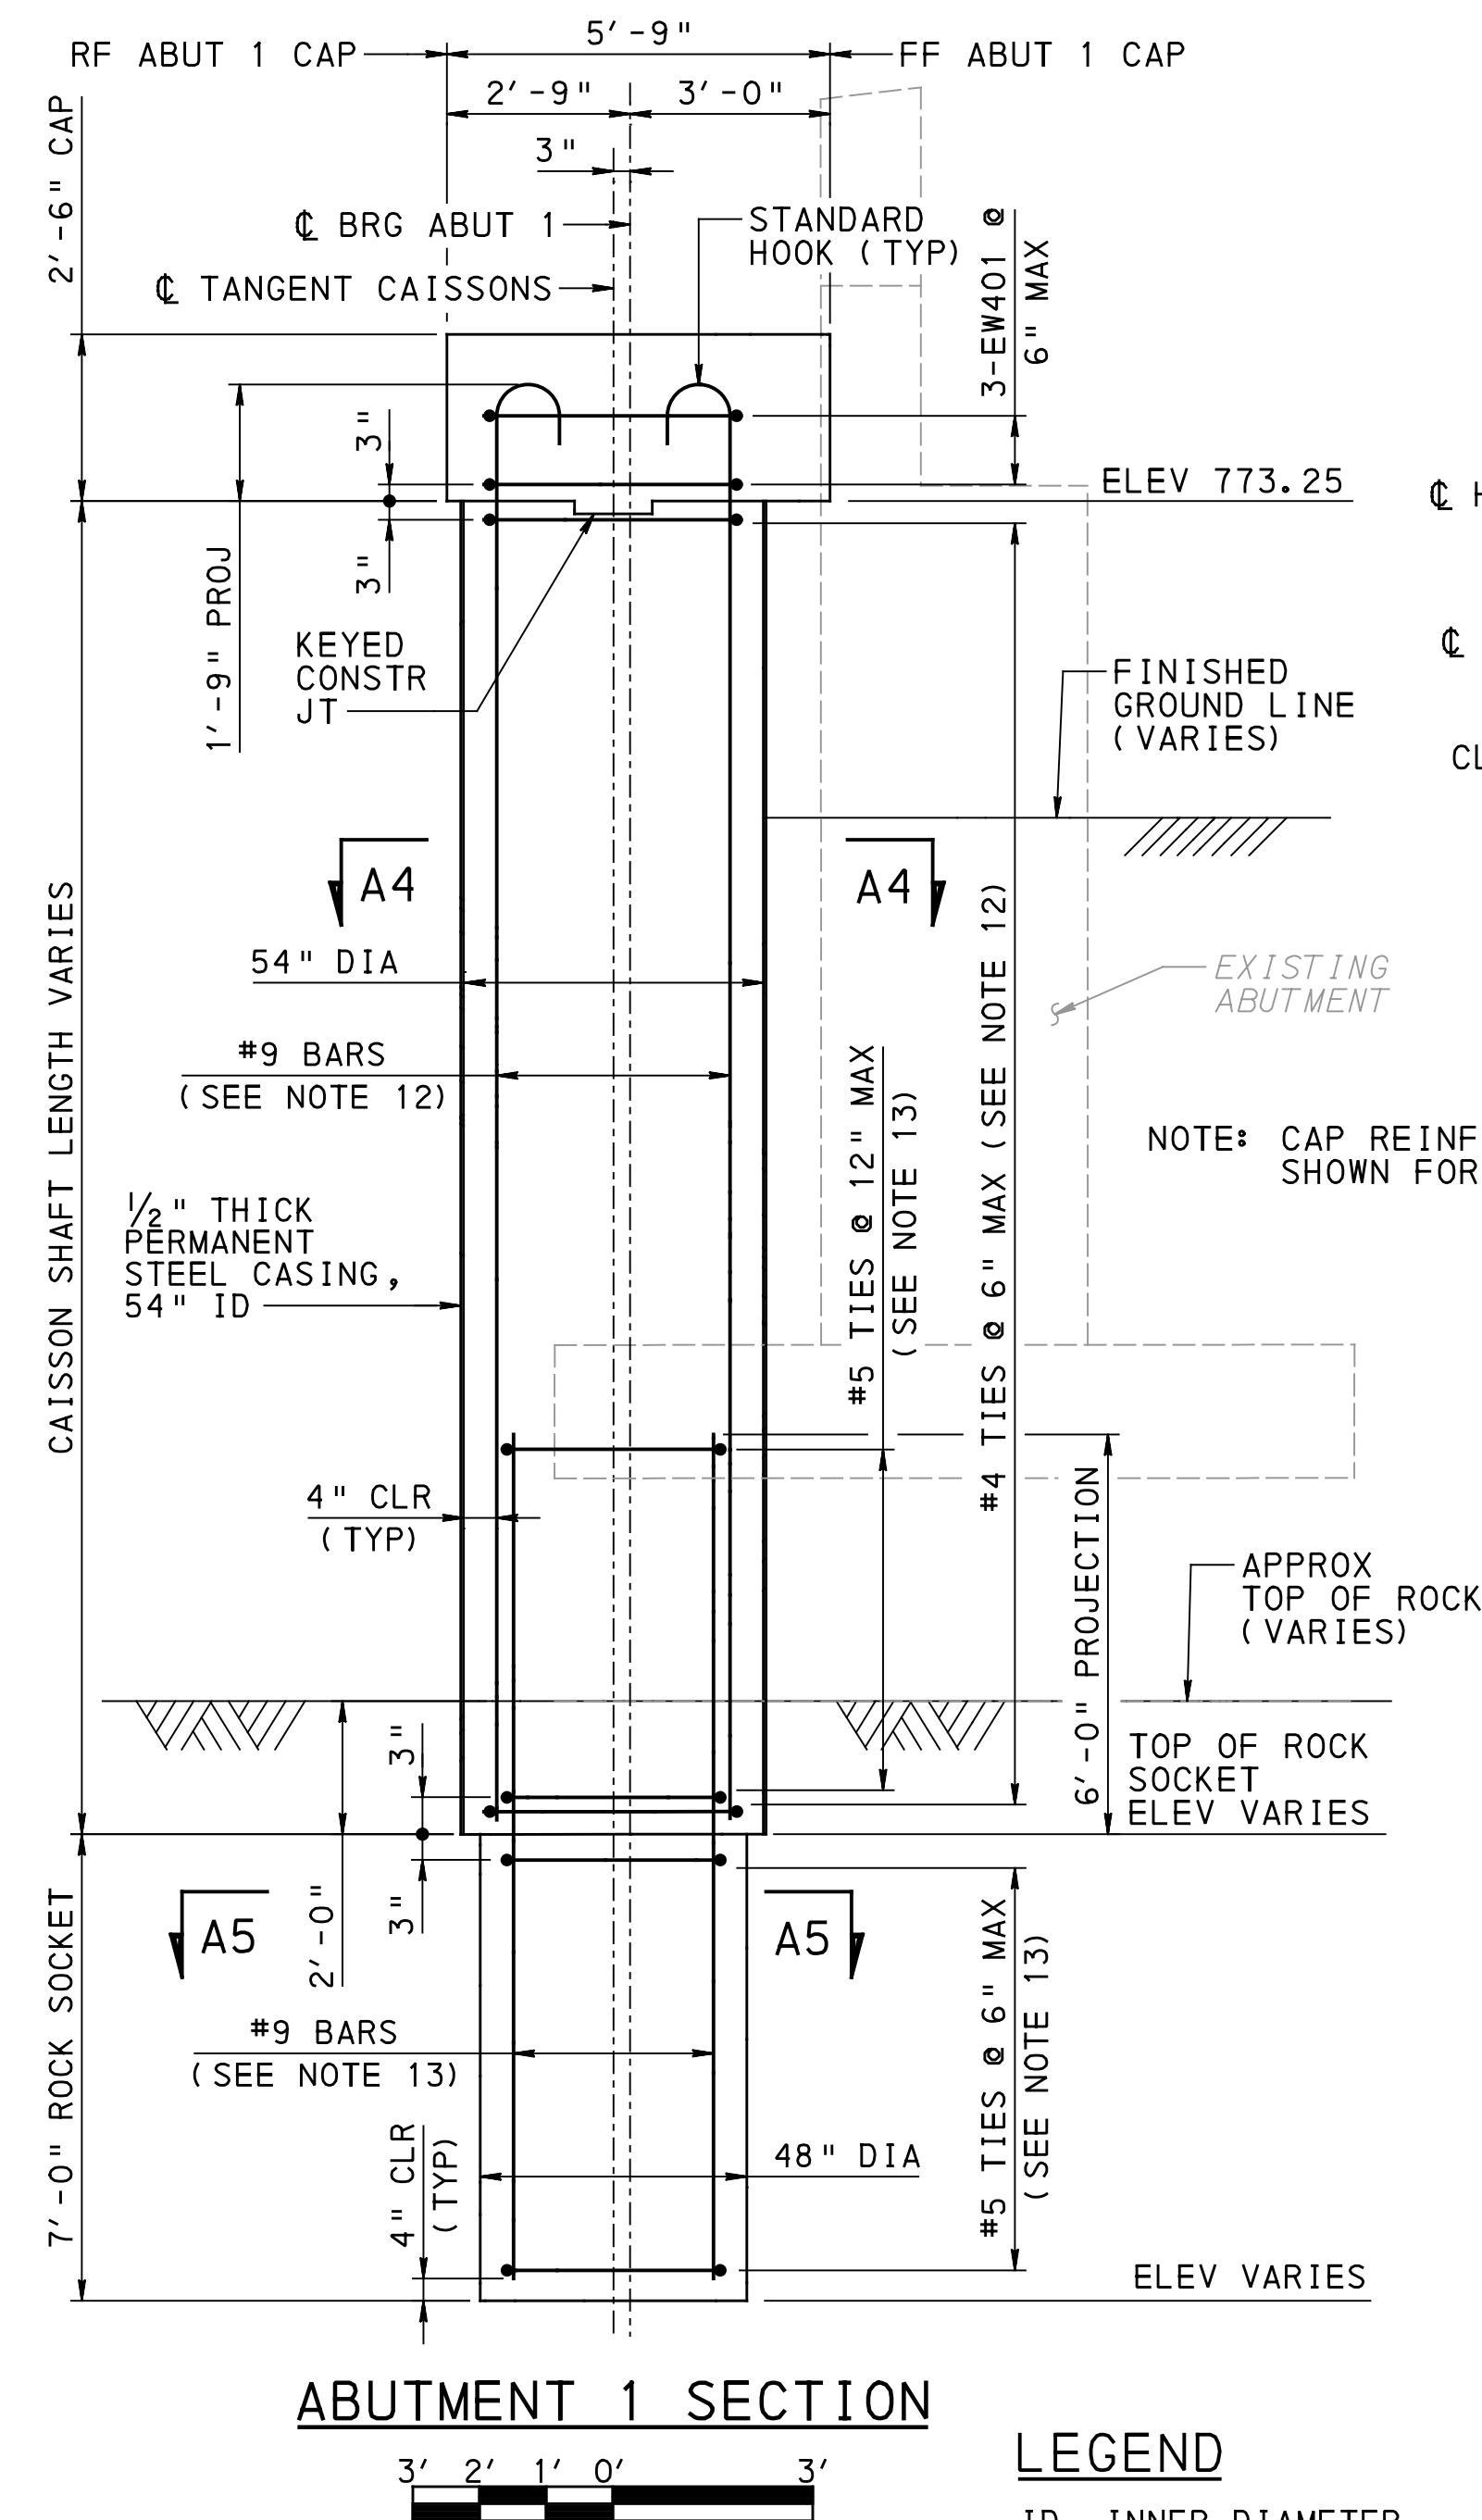 5'-9"
RF ABUT 1 CAP
FF ABUT 1 CAP
2'-9"
3'-0"
3"
2'-6" CAP
℄ BRG ABUT 1
STANDARD
HOOK (TYP)
℄ TANGENT CAISSONS
3-EW401 @
6" MAX
3"
ELEV 773.25
℄ H
3"
1'-9" PROJ
KEYED
CONSTR
JT
℄
FINISHED
GROUND LINE
(VARIES)
CL
A4
A4
54" DIA
EXISTING
ABUTMENT
#9 BARS
(SEE NOTE 12)
CAISSON SHAFT LENGTH VARIES
#5 TIES @ 12" MAX
(SEE NOTE 13)
#4 TIES @ 6" MAX (SEE NOTE 12)
NOTE: CAP REINF
SHOWN FOR
1/2" THICK
PERMANENT
STEEL CASING,
54" ID
4" CLR
(TYP)
6'-0" PROJECTION
APPROX
TOP OF ROCK
(VARIES)
3"
TOP OF ROCK
SOCKET
ELEV VARIES
3"
2'-0"
A5
A5
7'-0" ROCK SOCKET
#9 BARS
(SEE NOTE 13)
#5 TIES @ 6" MAX
(SEE NOTE 13)
4" CLR
(TYP)
48" DIA
ELEV VARIES
ABUTMENT 1 SECTION
3' 2' 1' 0' 3'
LEGEND
ID INNER DIAMETER